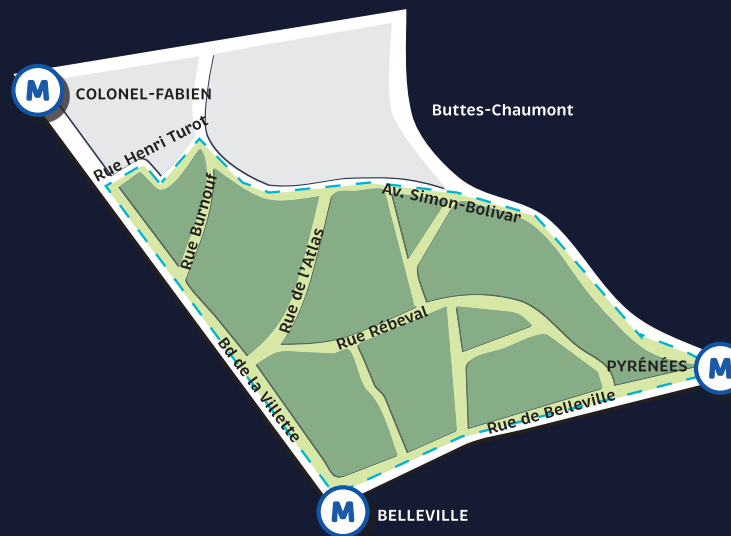 M
COLONEL-FABIEN
Buttes-Chaumont
Rue Henri Turot
Av. Simon-Bolivar
Rue Burnouf
Rue de l'Atlas
Rue Rébeval
Bd de la Villette
PYRÉNÉES
M
Rue de Belleville
M
BELLEVILLE